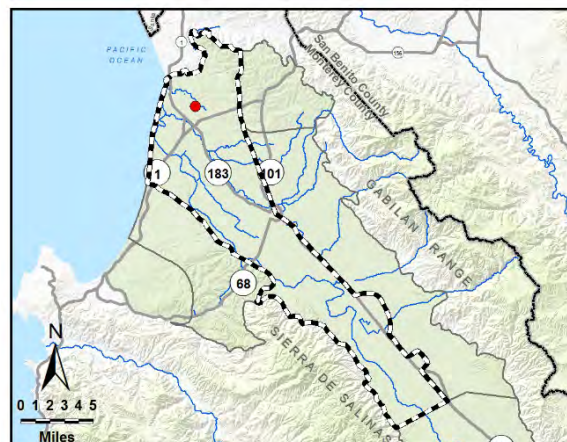 PACIFIC
OCEAN
1
156
San Benito County
Monterey County
1
183
01
GABILAN RANGE
68
SIERRA DE SALINAS
N
0 1 2 3 4 5
Miles